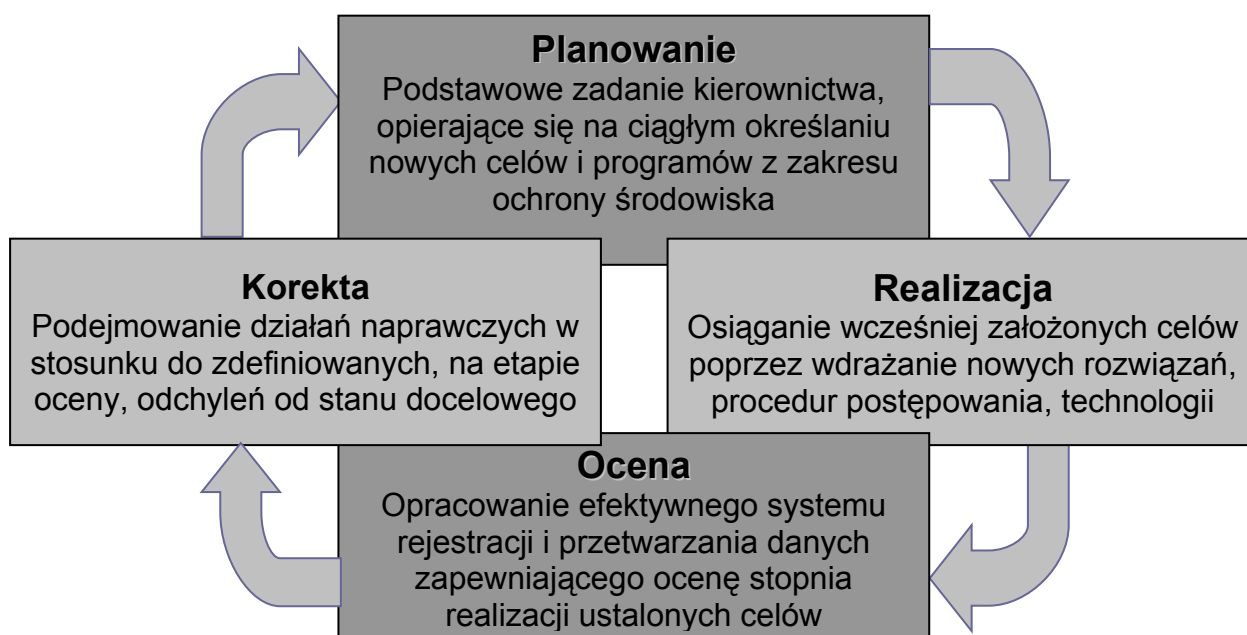 Planowanie
Podstawowe zadanie kierownictwa,
opierające się na ciągłym określaniu
nowych celów i programów z zakresu
ochrony środowiska
Korekta
Podejmowanie działań naprawczych w
stosunku do zdefiniowanych, na etapie
oceny, odchyleń od stanu docelowego
Realizacja
Osiąganie wcześniej założonych celów
poprzez wdrażanie nowych rozwiązań,
procedur postępowania, technologii
Ocena
Opracowanie efektywnego systemu
rejestracji i przetwarzania danych
zapewniającego ocenę stopnia
realizacji ustalonych celów